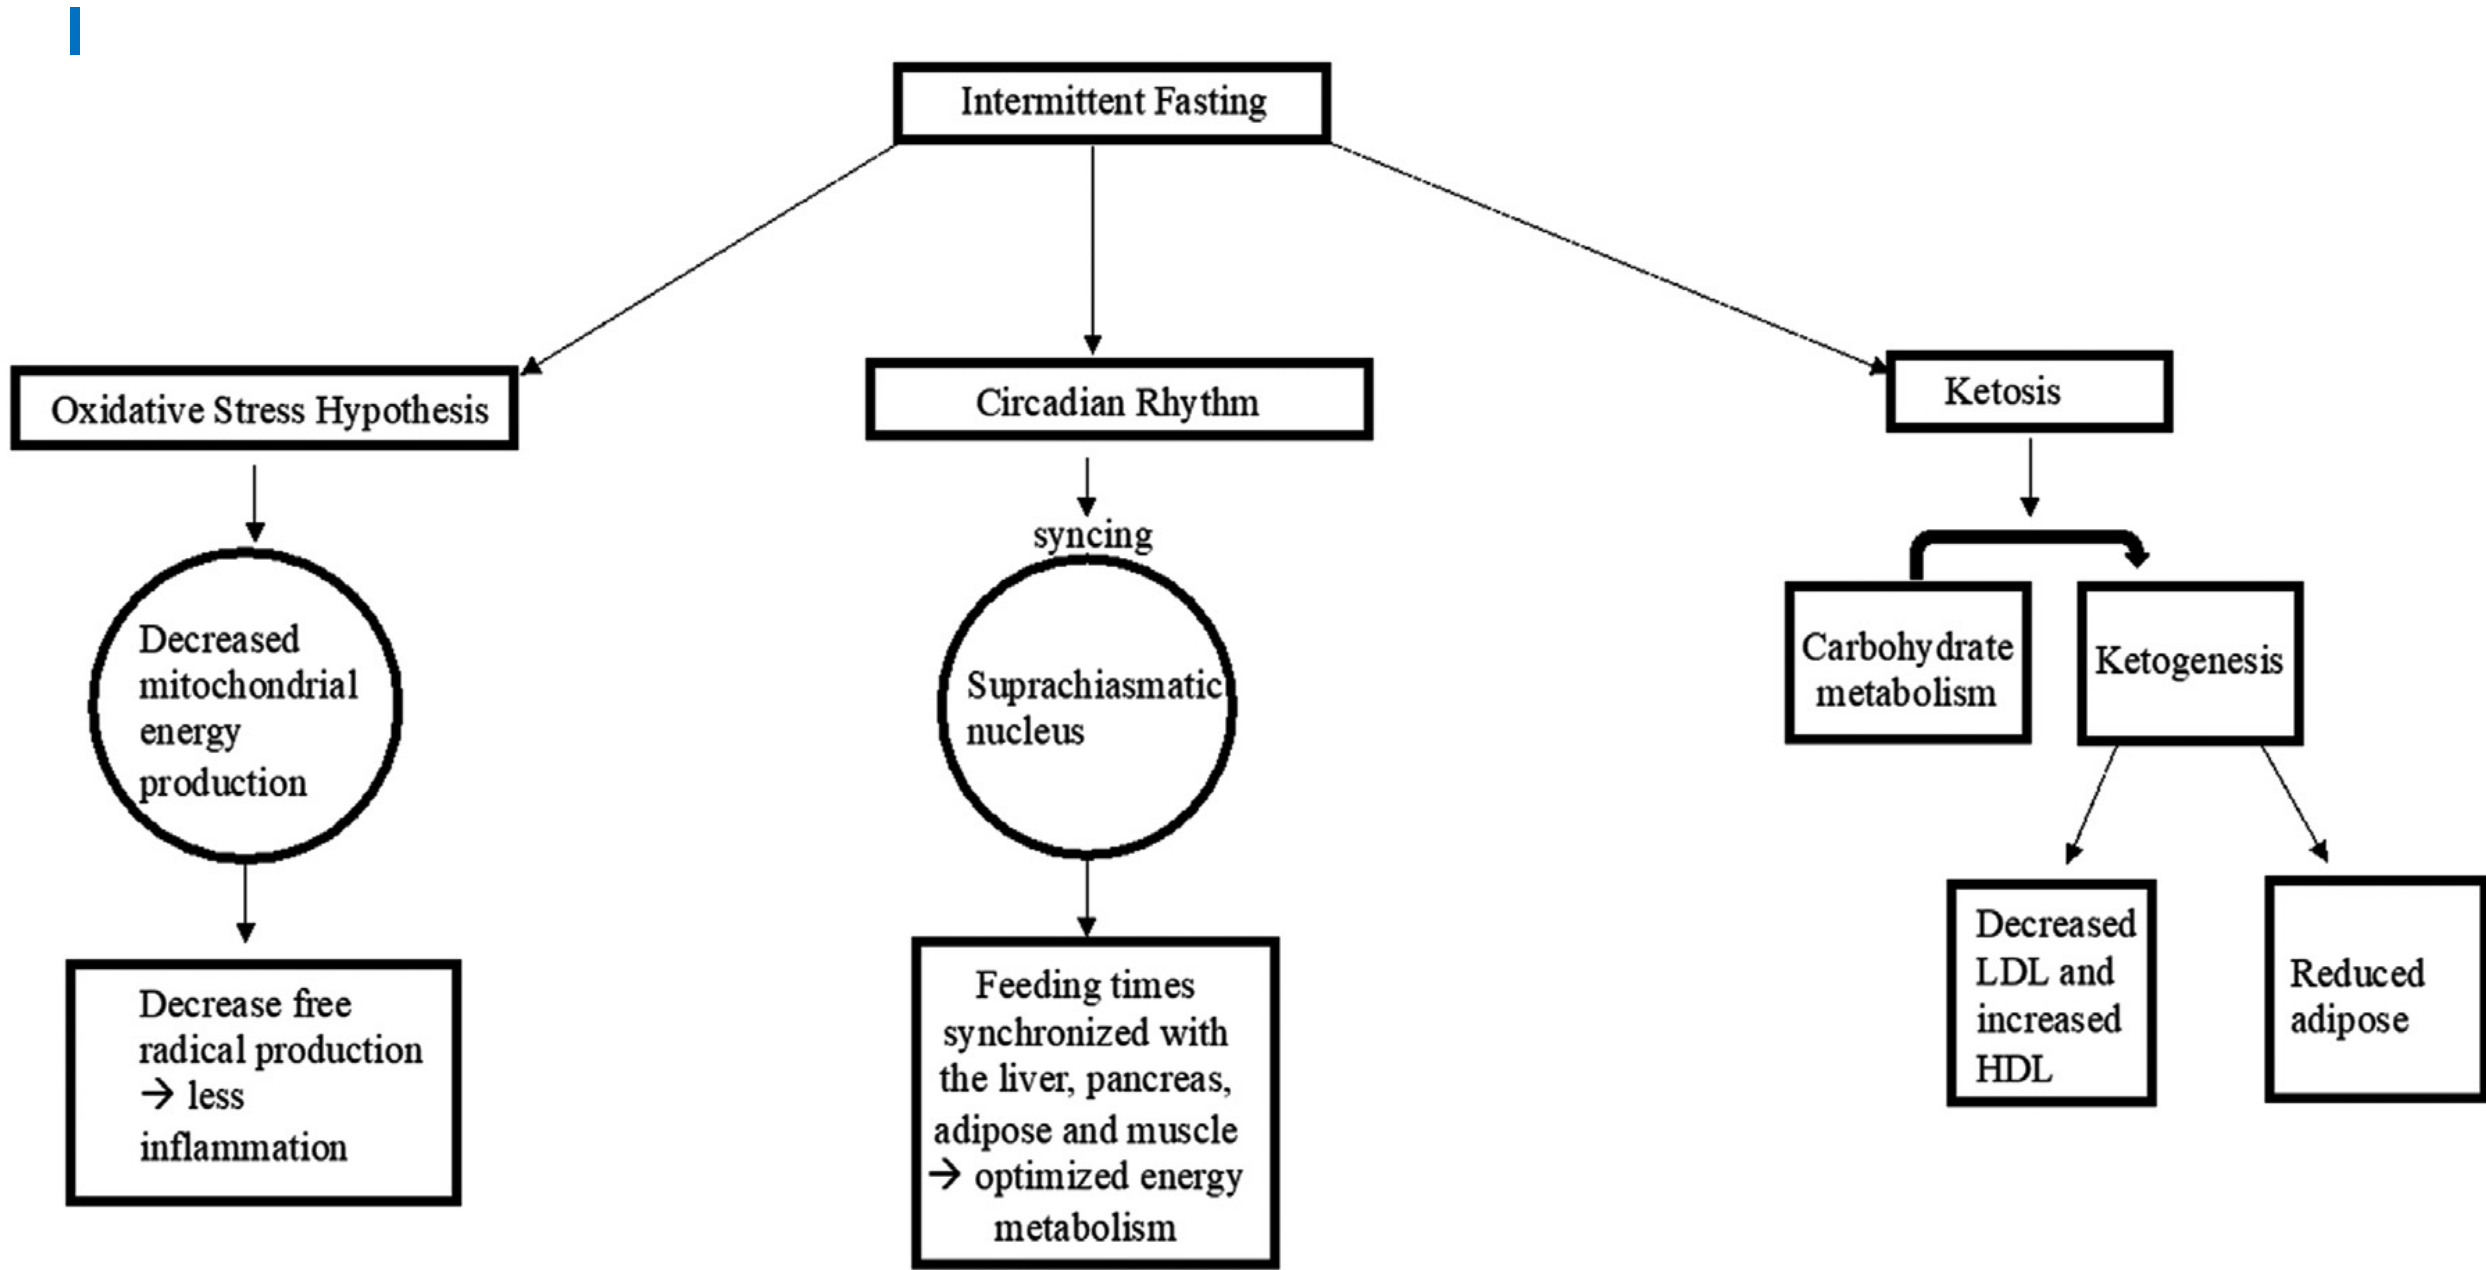 Intermittent Fasting
Oxidative Stress Hypothesis
Circadian Rhythm
Ketosis
syncing
Decreased
mitochondrial
energy
production
Suprachiasmatic
nucleus
Carbohydrate
metabolism
Ketogenesis
Decrease free
radical production
→ less
inflammation
Feeding times
synchronized with
the liver, pancreas,
adipose and muscle
→ optimized energy
metabolism
Decreased
LDL and
increased
HDL
Reduced
adipose